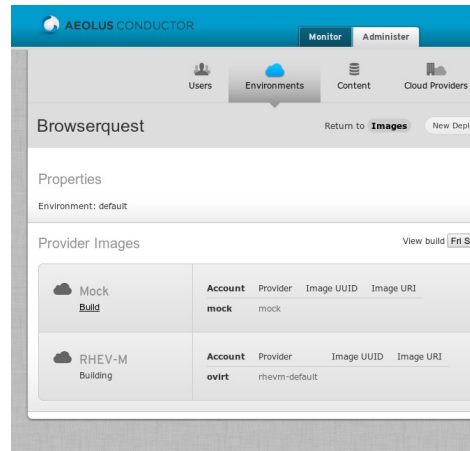 AEOLUS CONDUCTOR
Monitor Administer
Users Environments Content Cloud Providers
Browserquest Return to Images New Depl
Properties
Environment: default
Provider Images View build Fri S
Mock Account Provider Image UUID Image URI
Build mock mock
RHEV-M Account Provider Image UUID Image URI
Building ovirt rhevm-default